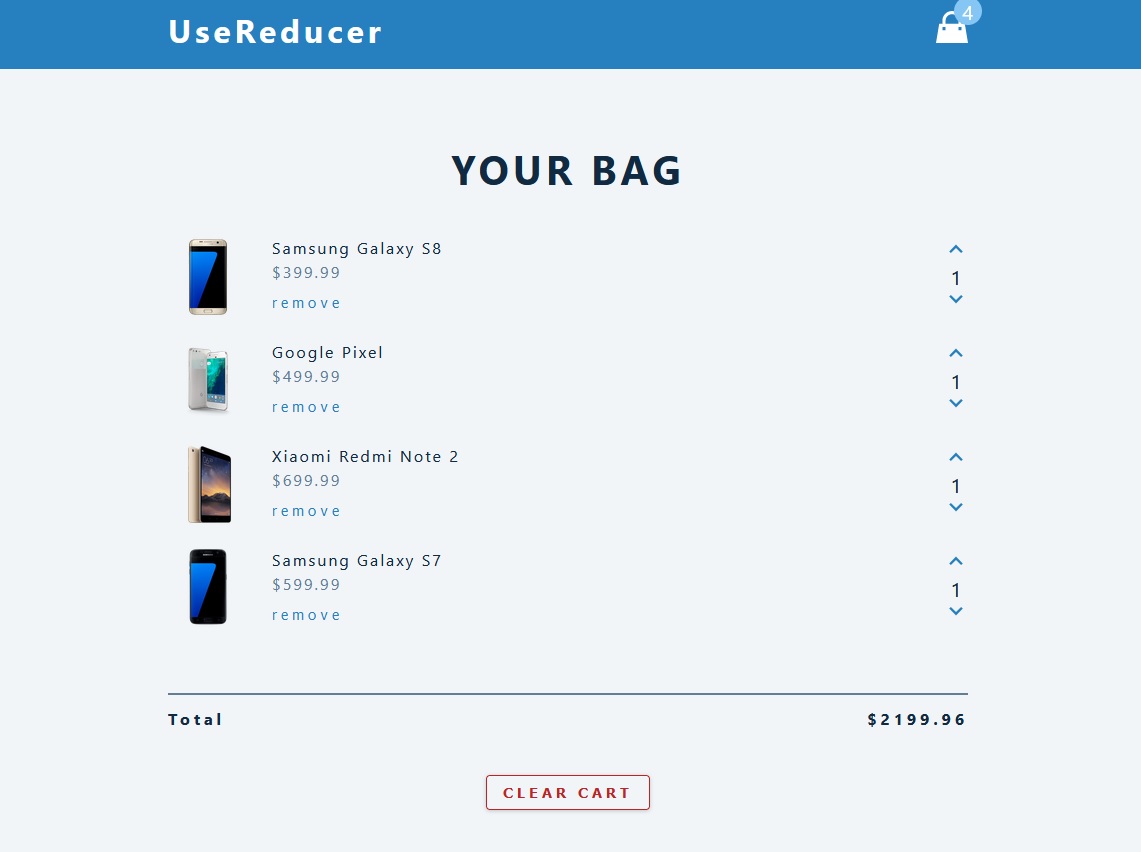 UseReducer
4
YOUR BAG
Samsung Galaxy S8
$399.99
remove
1
Google Pixel
$499.99
remove
1
Xiaomi Redmi Note 2
$699.99
remove
1
Samsung Galaxy S7
$599.99
remove
1
Total $2199.96
CLEAR CART